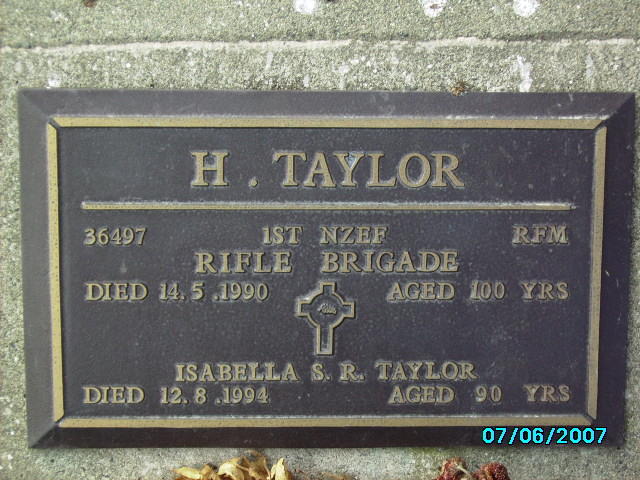 H . TAYLOR
36497 1ST NZEF RFM
RIFLE BRIGADE
DIED 14.5.1990 AGED 100 YRS
ISABELLA S. R. TAYLOR
DIED 12.8.1994 AGED 90 YRS
07/06/2007